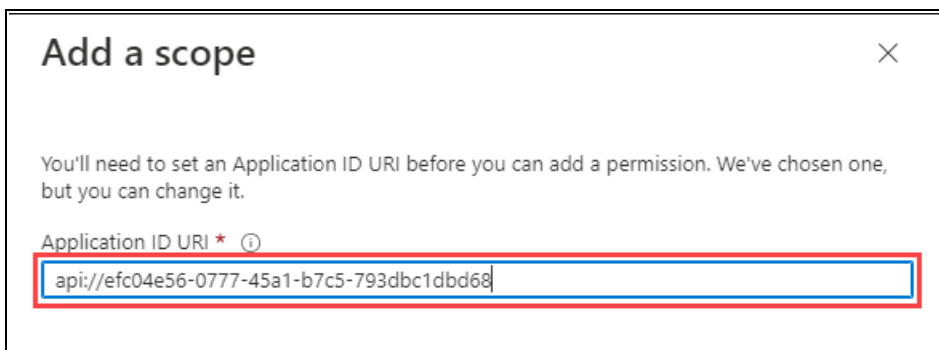 Add a scope
You'll need to set an Application ID URI before you can add a permission. We've chosen one,
but you can change it.
Application ID URI *
api://efc04e56-0777-45a1-b7c5-793dbc1dbd68